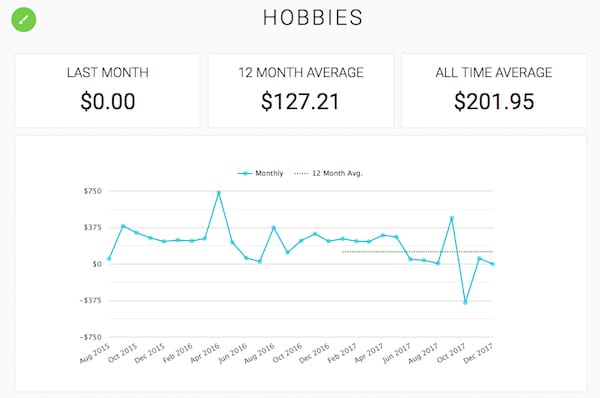 HOBBIES
LAST MONTH
$0.00
12 MONTH AVERAGE
$127.21
ALL TIME AVERAGE
$201.95
Monthly 12 Month Avg.
$750
$375
$0
-$375
-$750
Aug 2015 Oct 2015 Dec 2015 Feb 2016 Apr 2016 Jun 2016 Aug 2016 Oct 2016 Dec 2016 Feb 2017 Apr 2017 Jun 2017 Aug 2017 Oct 2017 Dec 2017